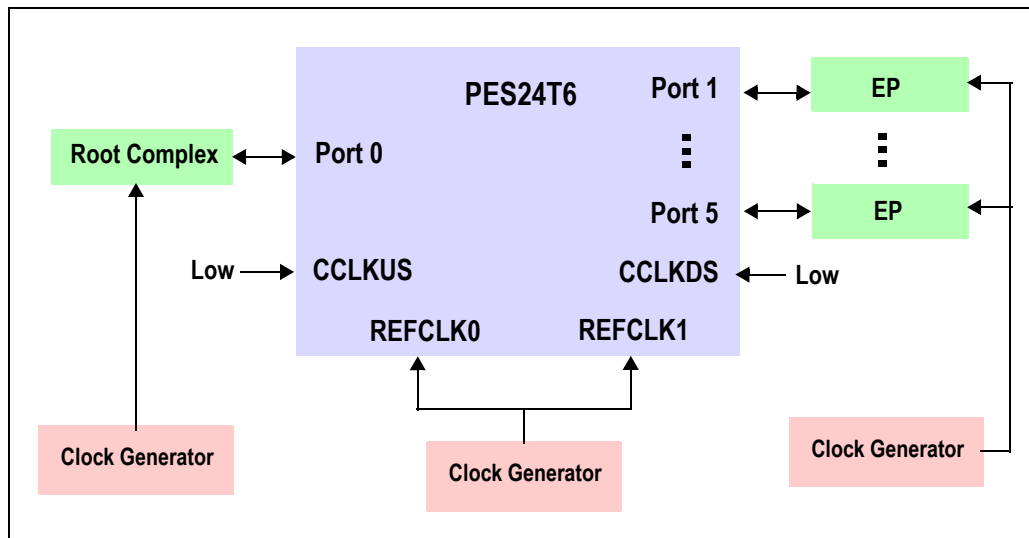 PES24T6
Port 1
EP
Root Complex
Port 0
Port 5
EP
Low
CCLKUS
CCLKDS
Low
REFCLK0
REFCLK1
Clock Generator
Clock Generator
Clock Generator